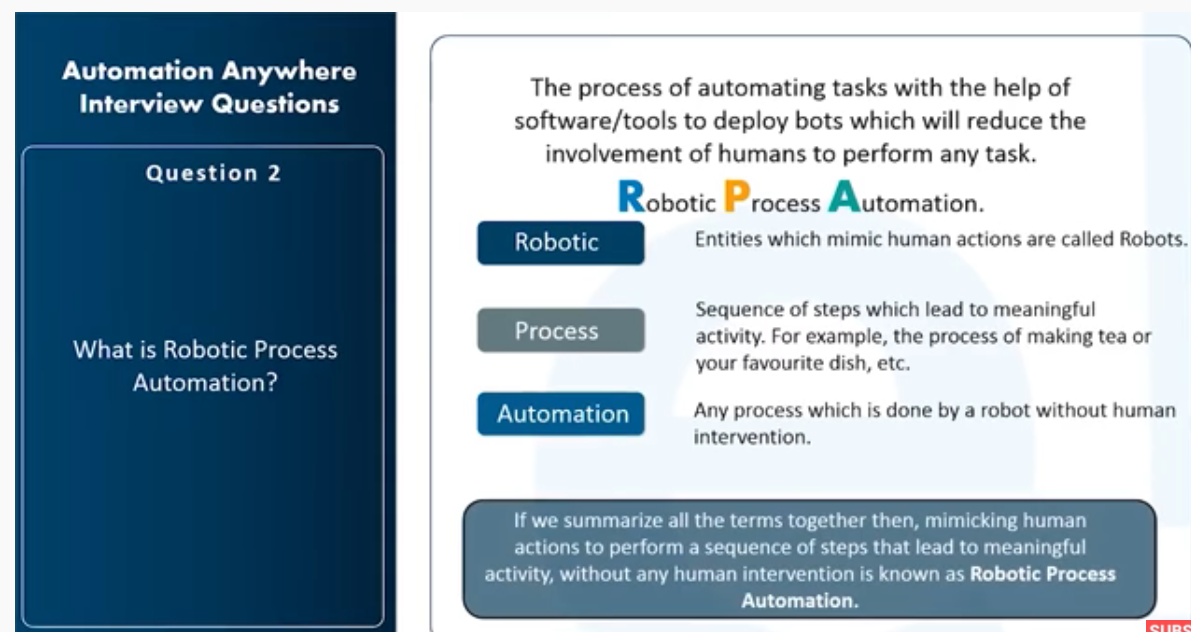 Automation Anywhere
Interview Questions
Question 2
What is Robotic Process
Automation?
The process of automating tasks with the help of
software/tools to deploy bots which will reduce the
involvement of humans to perform any task.
Robotic Process Automation.
Robotic
Entities which mimic human actions are called Robots.
Process
Sequence of steps which lead to meaningful
activity. For example, the process of making tea or
your favourite dish, etc.
Automation
Any process which is done by a robot without human
intervention.
If we summarize all the terms together then, mimicking human
actions to perform a sequence of steps that lead to meaningful
activity, without any human intervention is known as Robotic Process
Automation.
SUBS